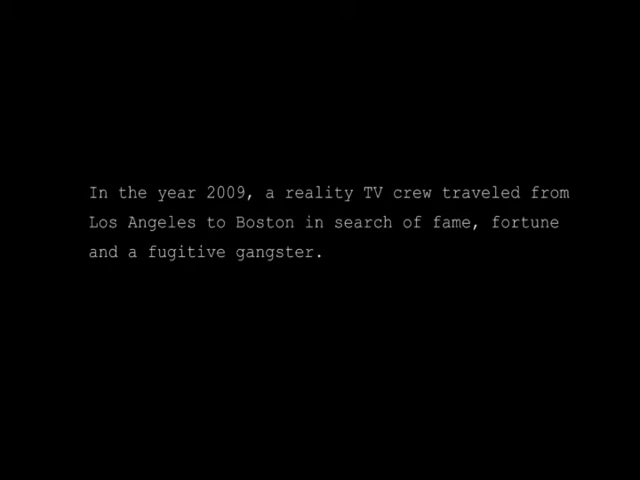 In the year 2009, a reality TV crew traveled from
Los Angeles to Boston in search of fame, fortune
and a fugitive gangster.